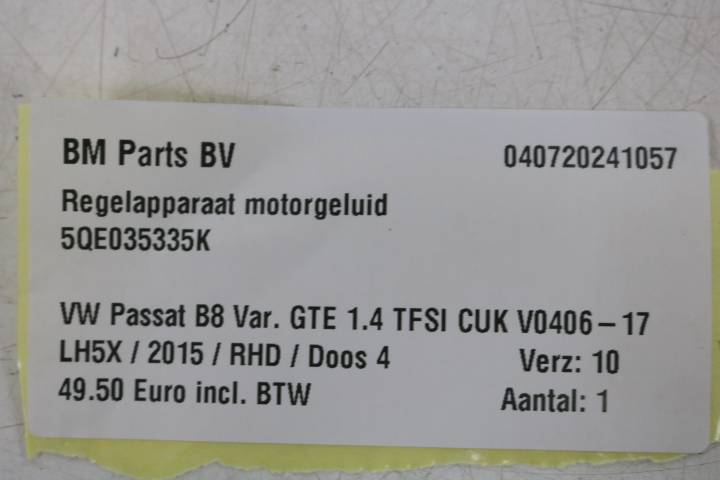 BM Parts BV 040720241057
Regelapparaat motorgeluid
5QE035335K
VW Passat B8 Var. GTE 1.4 TFSI CUK V0406-17
LH5X / 2015 / RHD / Doos 4 Verz: 10
49.50 Euro incl. BTW Aantal: 1